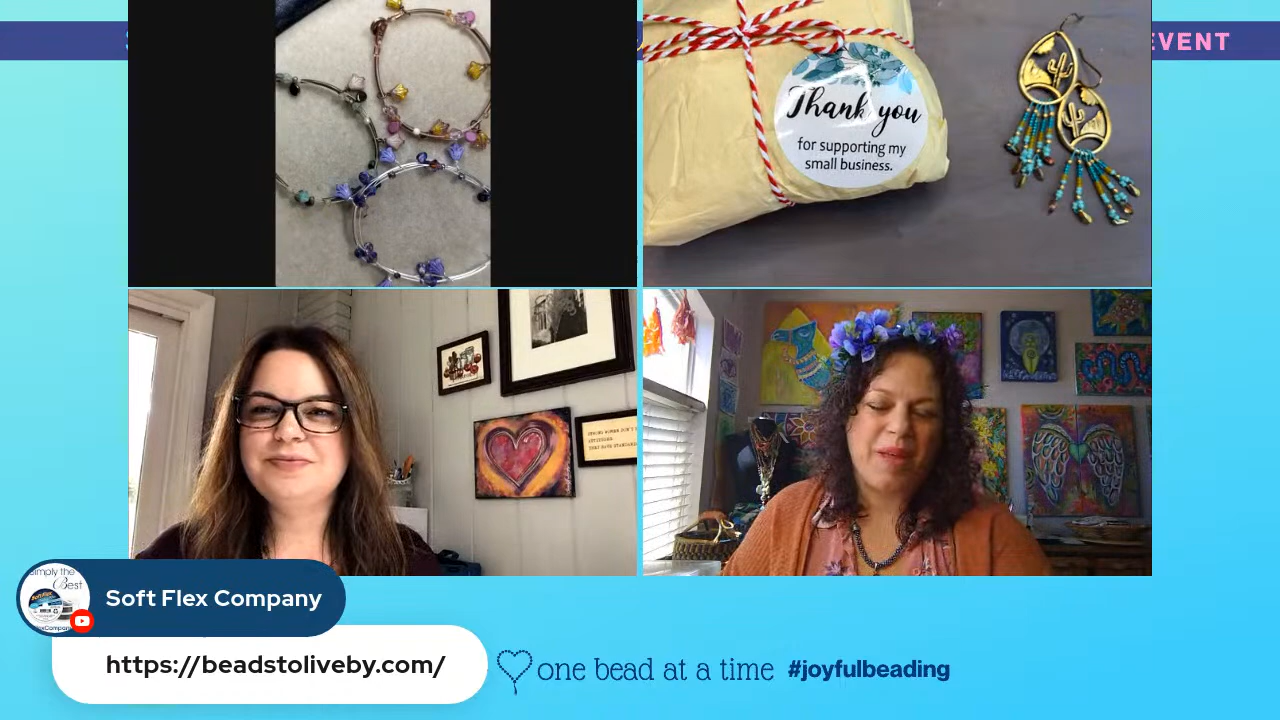 EVENT
Thank you
for supporting my
small business.
Simply the
Best
Soft Flex Company
https://beadstoliveby.com/
one bead at a time #joyfulbeading